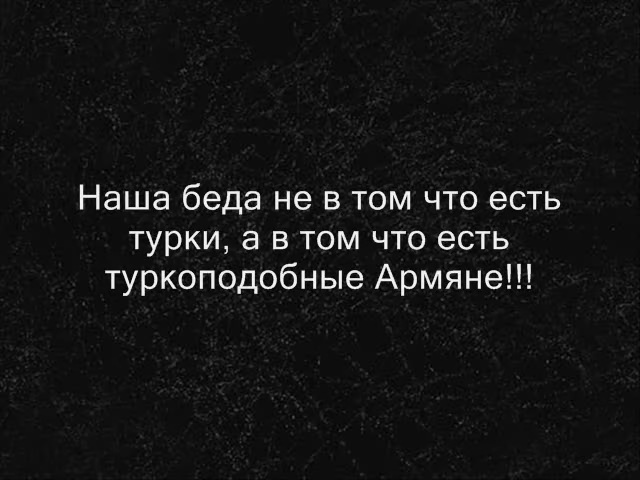 Наша беда не в том что есть
турки, а в том что есть
туркоподобные Армяне!!!